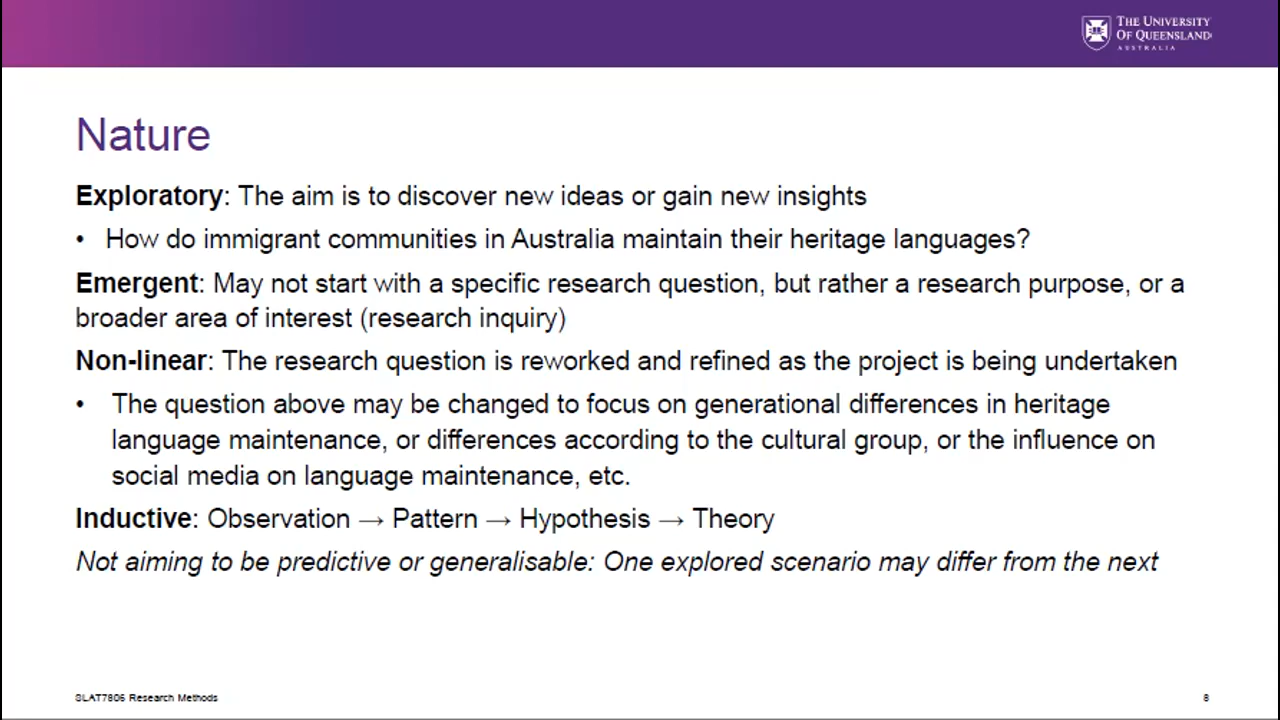 THE UNIVERSITY
OF QUEENSLAND
AUSTRALIA
Nature
Exploratory: The aim is to discover new ideas or gain new insights
• How do immigrant communities in Australia maintain their heritage languages?
Emergent: May not start with a specific research question, but rather a research purpose, or a
broader area of interest (research inquiry)
Non-linear: The research question is reworked and refined as the project is being undertaken
• The question above may be changed to focus on generational differences in heritage
language maintenance, or differences according to the cultural group, or the influence on
social media on language maintenance, etc.
Inductive: Observation → Pattern → Hypothesis → Theory
Not aiming to be predictive or generalisable: One explored scenario may differ from the next
SLAT7806 Research Methods
8